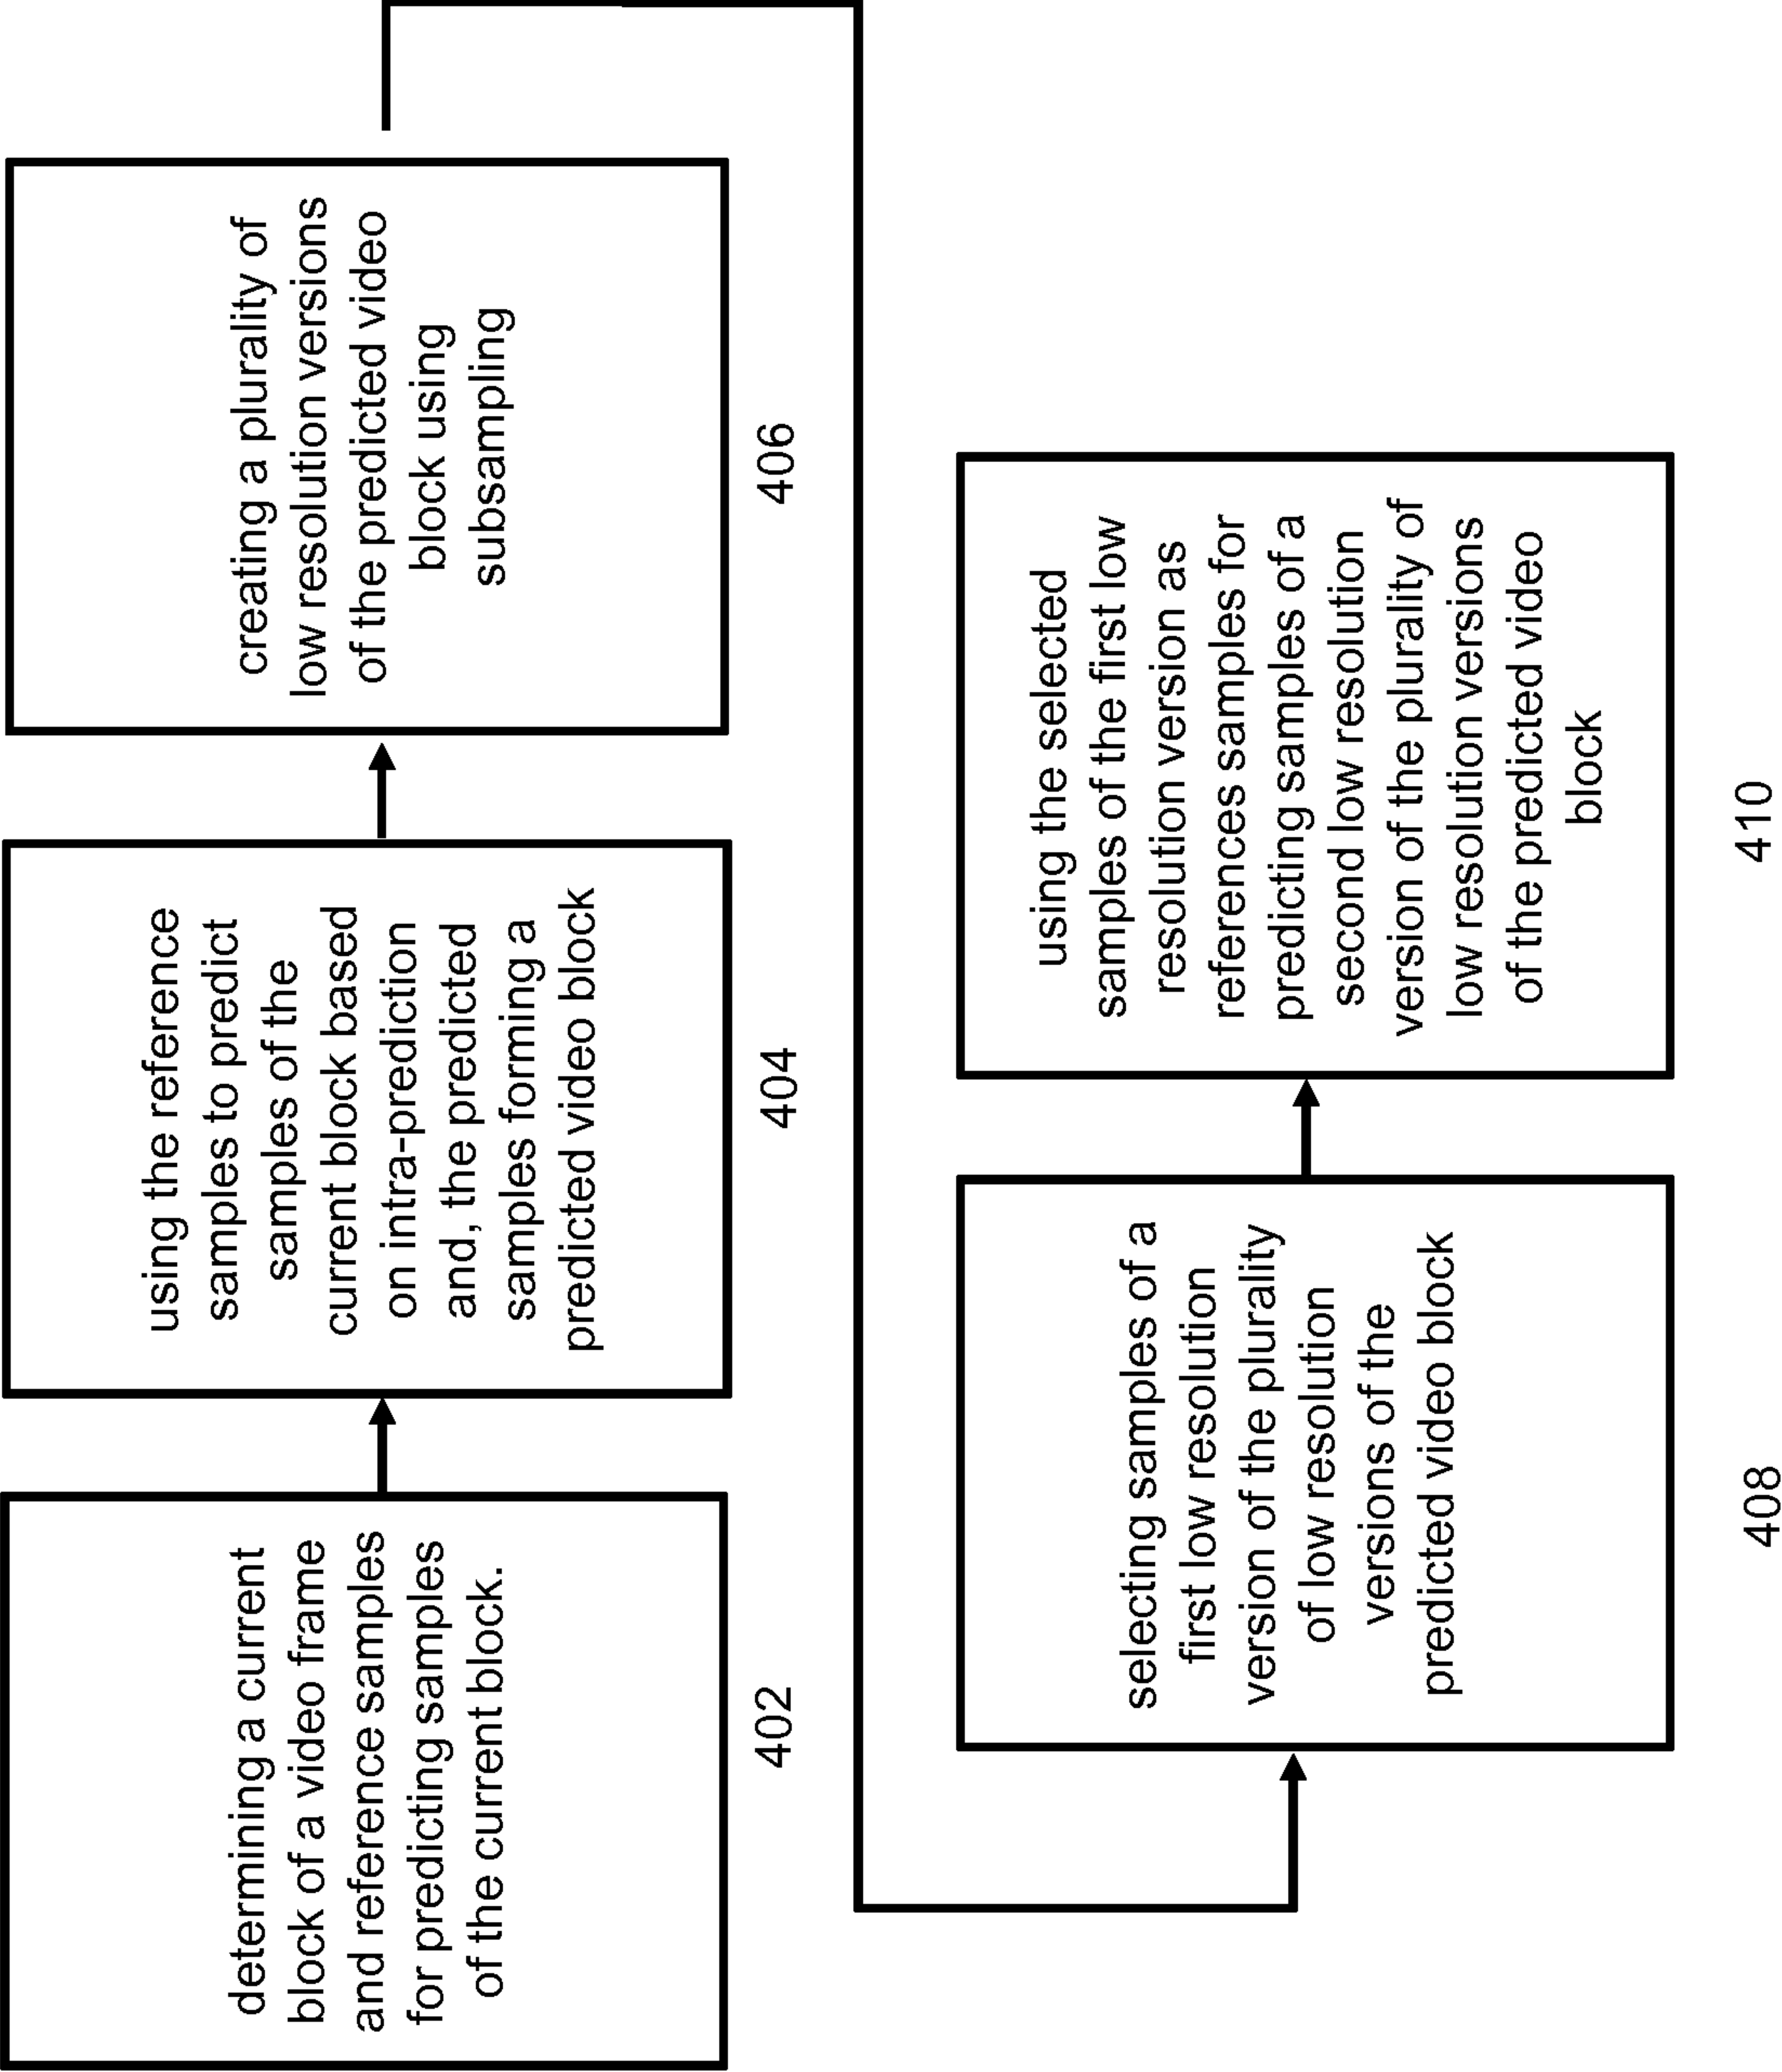 determining a current
block of a video frame
and reference samples
for predicting samples
of the current block.
402
using the reference
samples to predict
samples of the
current block based
on intra-prediction
and, the predicted
samples forming a
predicted video block
404
creating a plurality of
low resolution versions
of the predicted video
block using
subsampling
406
selecting samples of a
first low resolution
version of the plurality
of low resolution
versions of the
predicted video block
408
using the selected
samples of the first low
resolution version as
references samples for
predicting samples of a
second low resolution
version of the plurality of
low resolution versions
of the predicted video
block
410